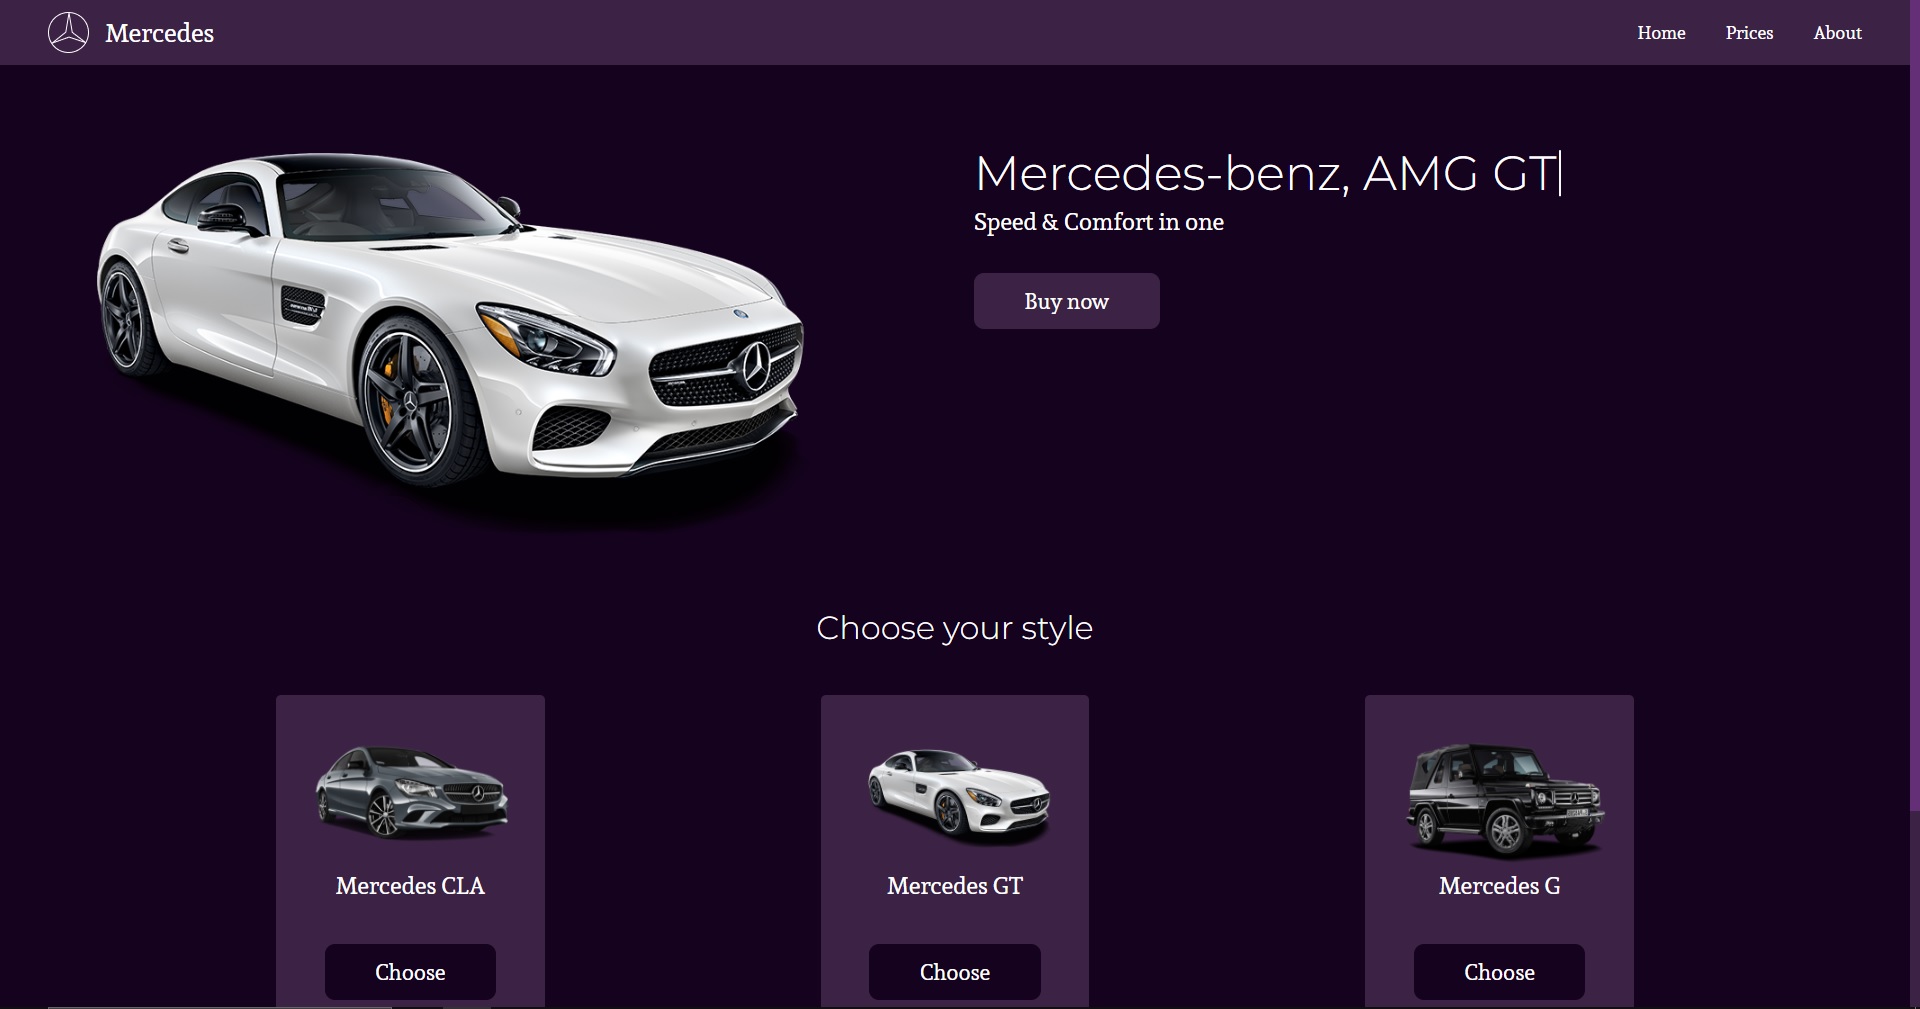 Mercedes
Home
Prices
About
Mercedes-benz, AMG GT
Speed & Comfort in one
Buy now
Choose your style
Mercedes CLA
Mercedes GT
Mercedes G
Choose
Choose
Choose